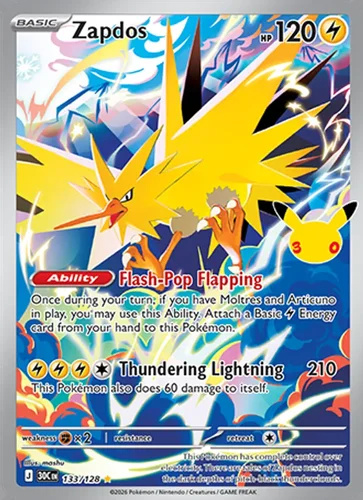 BASIC
Zapdos
HP 120
3 0
Ability Flash-Pop Flapping
Once during your turn, if you have Moltres and Articuno
in play, you may use this Ability. Attach a Basic Energy
card from your hand to this Pokémon.
Thundering Lightning 210
This Pokémon also does 60 damage to itself.
weakness ×2 resistance retreat
Illus. mashu
J 30C EN 133/128
This Pokémon has complete control over
electricity. There are tales of Zapdos nesting in
the dark depths of pitch-black thunderclouds.
©2026 Pokémon / Nintendo / Creatures / GAME FREAK